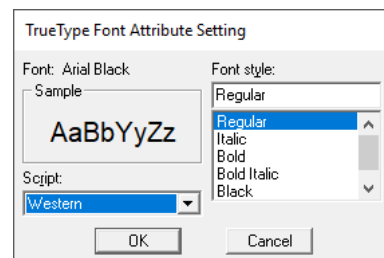 TrueType Font Attribute Setting
Font: Arial Black
Sample
AaBbYyZz
Script:
Western
Font style:
Regular
Regular
Italic
Bold
Bold Italic
Black
OK
Cancel